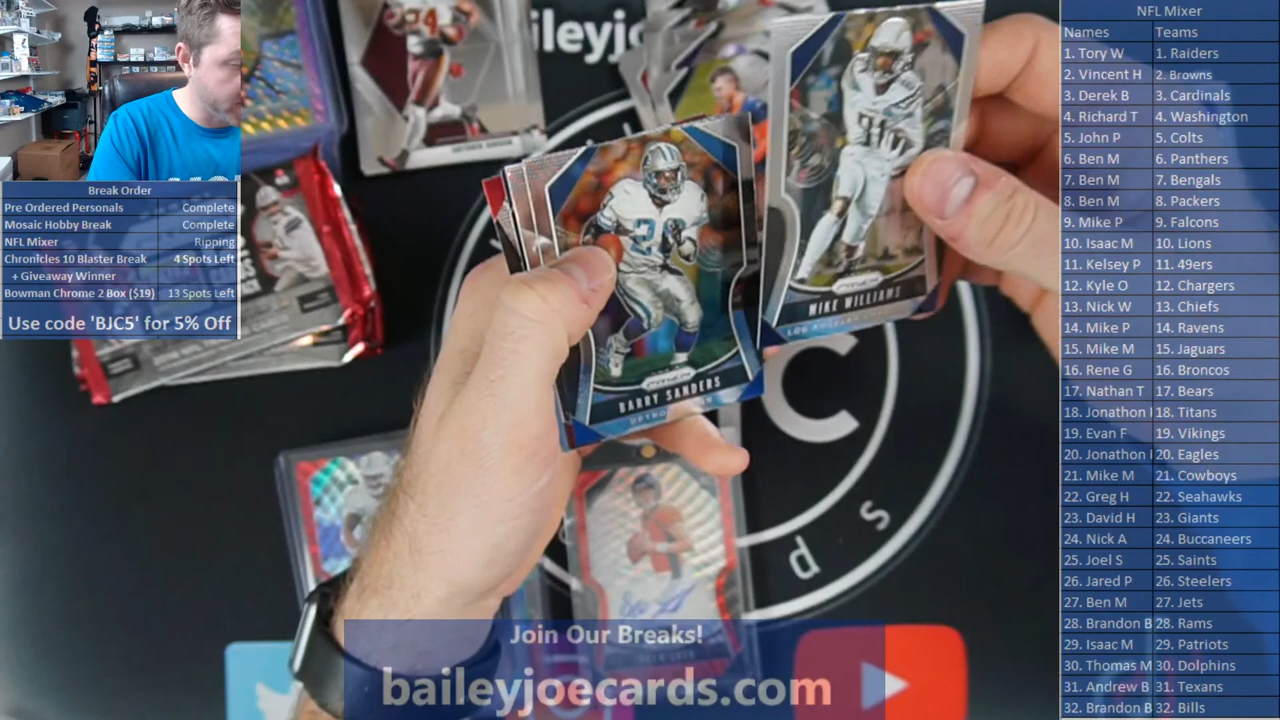 Break Order
Pre Ordered Personals Complete
Mosaic Hobby Break Complete
NFL Mixer Ripping
Chronicles 10 Blaster Break 4 Spots Left
+ Giveaway Winner
Bowman Chrome 2 Box ($19) 13 Spots Left
Use code 'BJC5' for 5% Off
ileyjo
PRIZM
MIKE WILLIAMS
LOS ANGELES
20
PRIZM
BARRY SANDERS
DETROIT
C
S
P
Join Our Breaks!
baileyjoecards.com
NFL Mixer
Names Teams
1. Tory W 1. Raiders
2. Vincent H 2. Browns
3. Derek B 3. Cardinals
4. Richard T 4. Washington
5. John P 5. Colts
6. Ben M 6. Panthers
7. Ben M 7. Bengals
8. Ben M 8. Packers
9. Mike P 9. Falcons
10. Isaac M 10. Lions
11. Kelsey P 11. 49ers
12. Kyle O 12. Chargers
13. Nick W 13. Chiefs
14. Mike P 14. Ravens
15. Mike M 15. Jaguars
16. Rene G 16. Broncos
17. Nathan T 17. Bears
18. Jonathon 18. Titans
19. Evan F 19. Vikings
20. Jonathon 20. Eagles
21. Mike M 21. Cowboys
22. Greg H 22. Seahawks
23. David H 23. Giants
24. Nick A 24. Buccaneers
25. Joel S 25. Saints
26. Jared P 26. Steelers
27. Ben M 27. Jets
28. Brandon B 28. Rams
29. Isaac M 29. Patriots
30. Thomas M 30. Dolphins
31. Andrew B 31. Texans
32. Brandon B 32. Bills